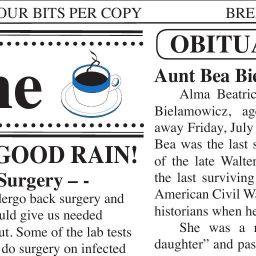 OUR BITS PER COPY
BRE
ne
GOOD RAIN!
Surgery – -
dergo back surgery and
uld give us needed
ut. Some of the lab tests
do surgery on infected
OBITUA
Aunt Bea Bie
Alma Beatric
Bielamowicz, age
away Friday, July
Bea was the last s
of the late Walter
the last surviving
American Civil Wa
historians when he
She was a r
daughter” and pas